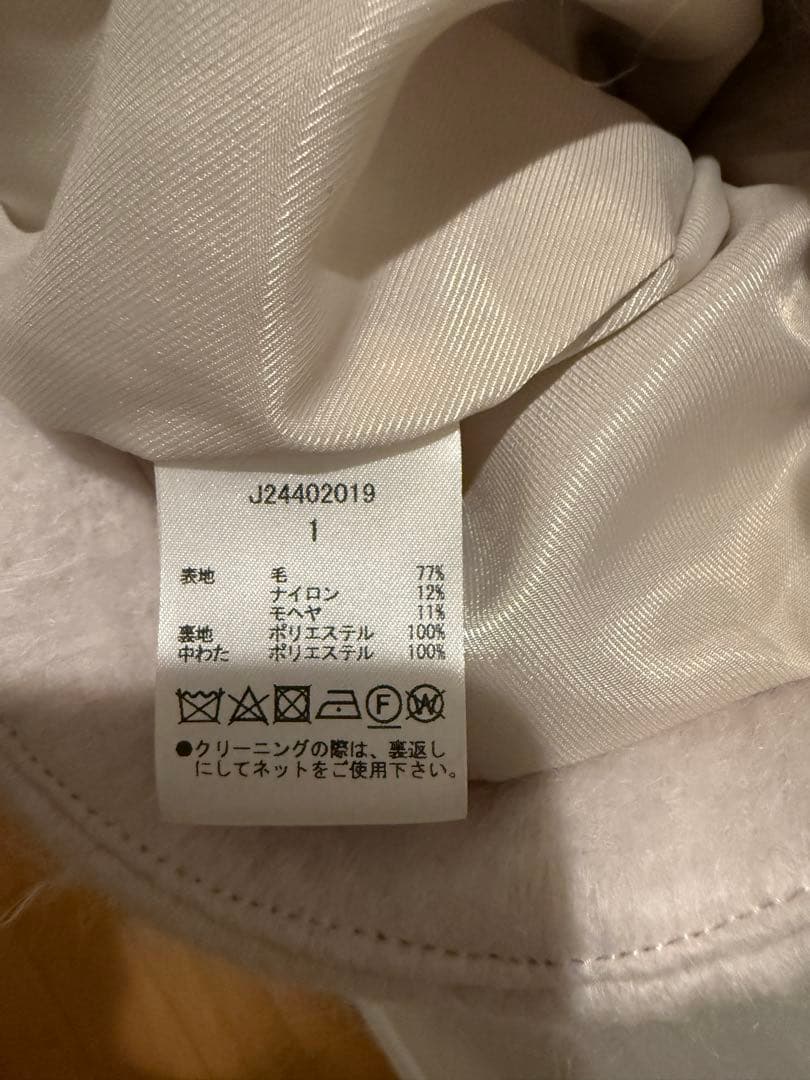 J24402019
1
表地 毛 77%
ナイロン 12%
モヘヤ 11%
裏地 ポリエステル 100%
中わた ポリエステル 100%
F W
●クリーニングの際は、裏返し
にしてネットをご使用下さい。